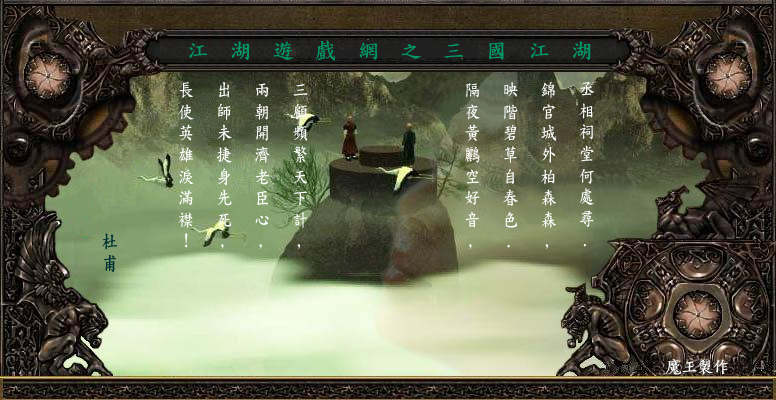 江湖遊戲網之三國江湖
丞相祠堂何處尋．
錦官城外柏森森，
映階碧草自春色．
隔夜黃鸝空好音，
三顧頻繁天下計，
兩朝開濟老臣心，
出師未捷身先死，
長使英雄淚滿襟！
杜甫
魔王製作